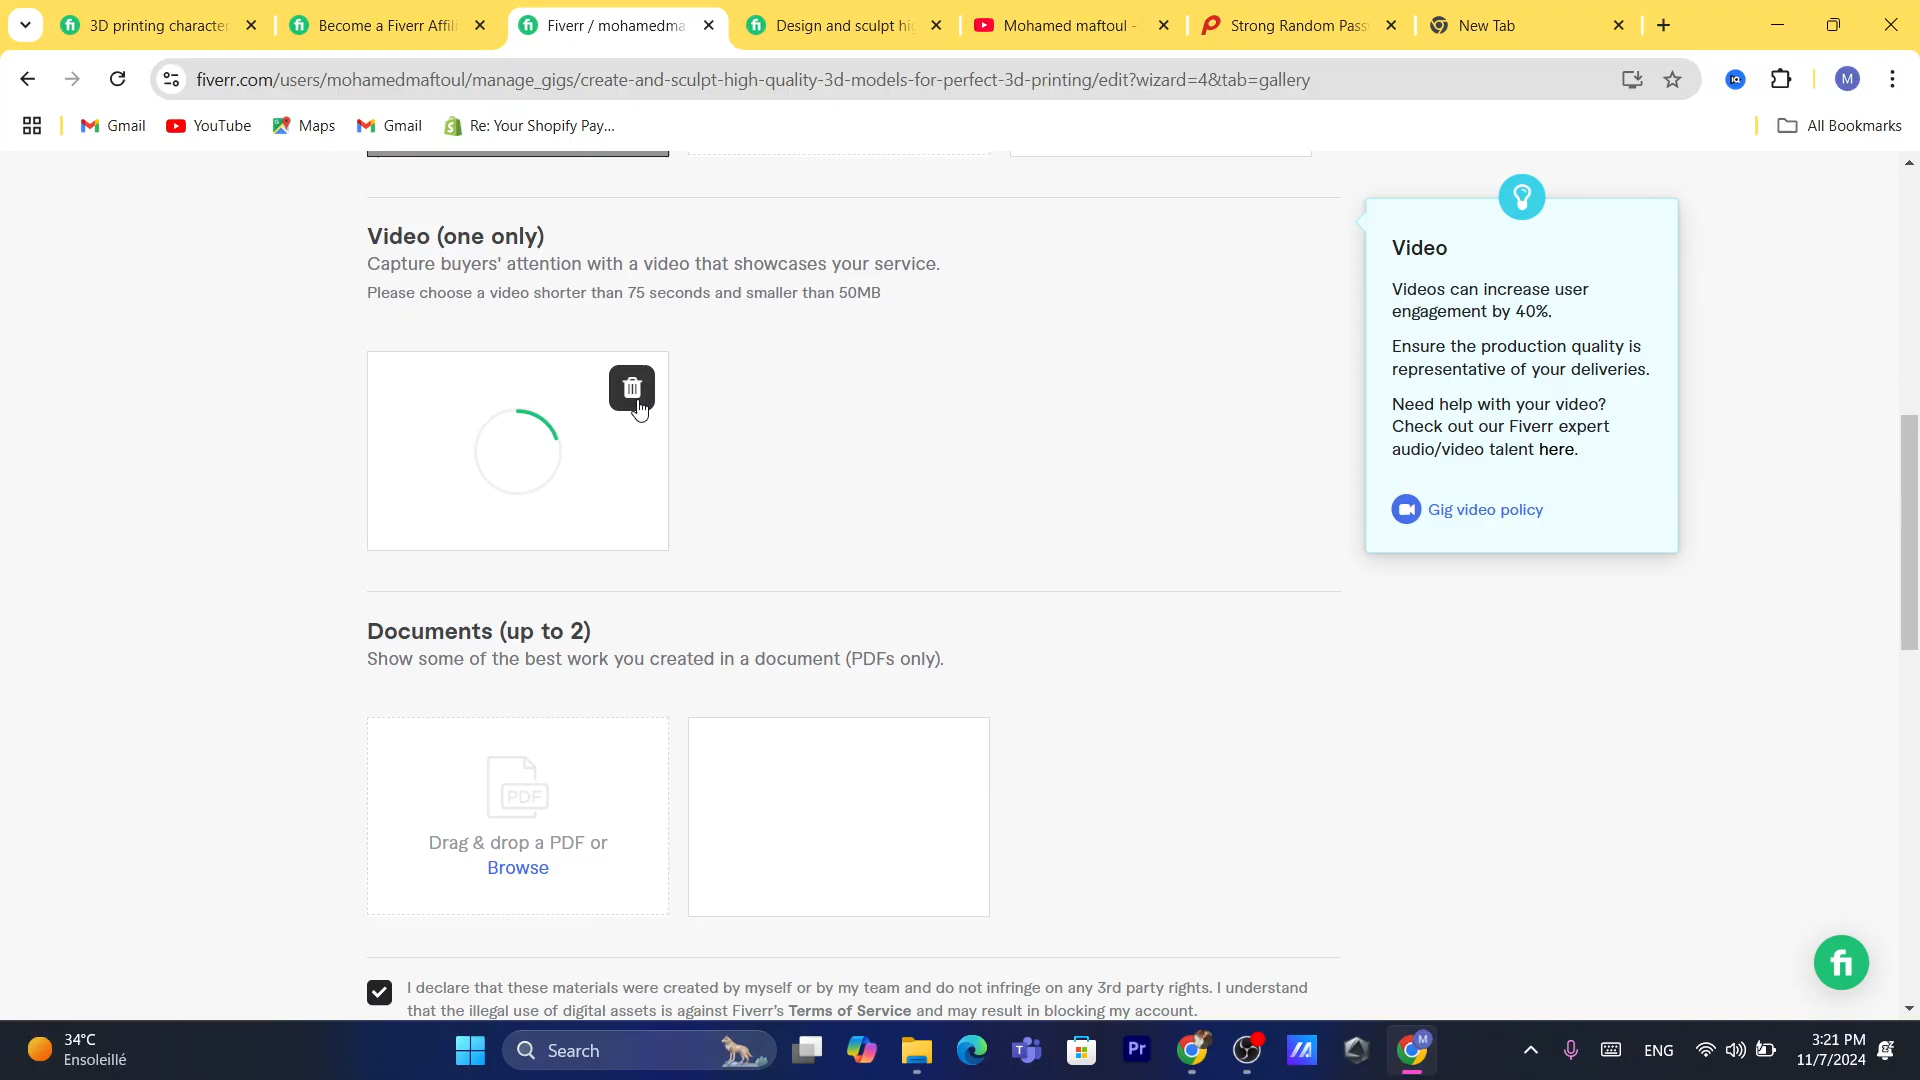 3D printing character
Become a Fiverr Affili
Fiverr / mohamedma
Design and sculpt hi
Mohamed maftoul -
Strong Random Pass
New Tab
fiverr.com/users/mohamedmaftoul/manage_gigs/create-and-sculpt-high-quality-3d-models-for-perfect-3d-printing/edit?wizard=4&tab=gallery
M
Gmail
YouTube
Maps
Gmail
Re: Your Shopify Pay...
All Bookmarks
Video (one only)
Capture buyers' attention with a video that showcases your service.
Please choose a video shorter than 75 seconds and smaller than 50MB
Video
Videos can increase user
engagement by 40%.
Ensure the production quality is
representative of your deliveries.
Need help with your video?
Check out our Fiverr expert
audio/video talent here.
Gig video policy
Documents (up to 2)
Show some of the best work you created in a document (PDFs only).
PDF
Drag & drop a PDF or
Browse
fi
I declare that these materials were created by myself or by my team and do not infringe on any 3rd party rights. I understand
that the illegal use of digital assets is against Fiverr's Terms of Service and may result in blocking my account.
34°C
Ensoleillé
Search
Pr
M
ENG
3:21 PM
11/7/2024